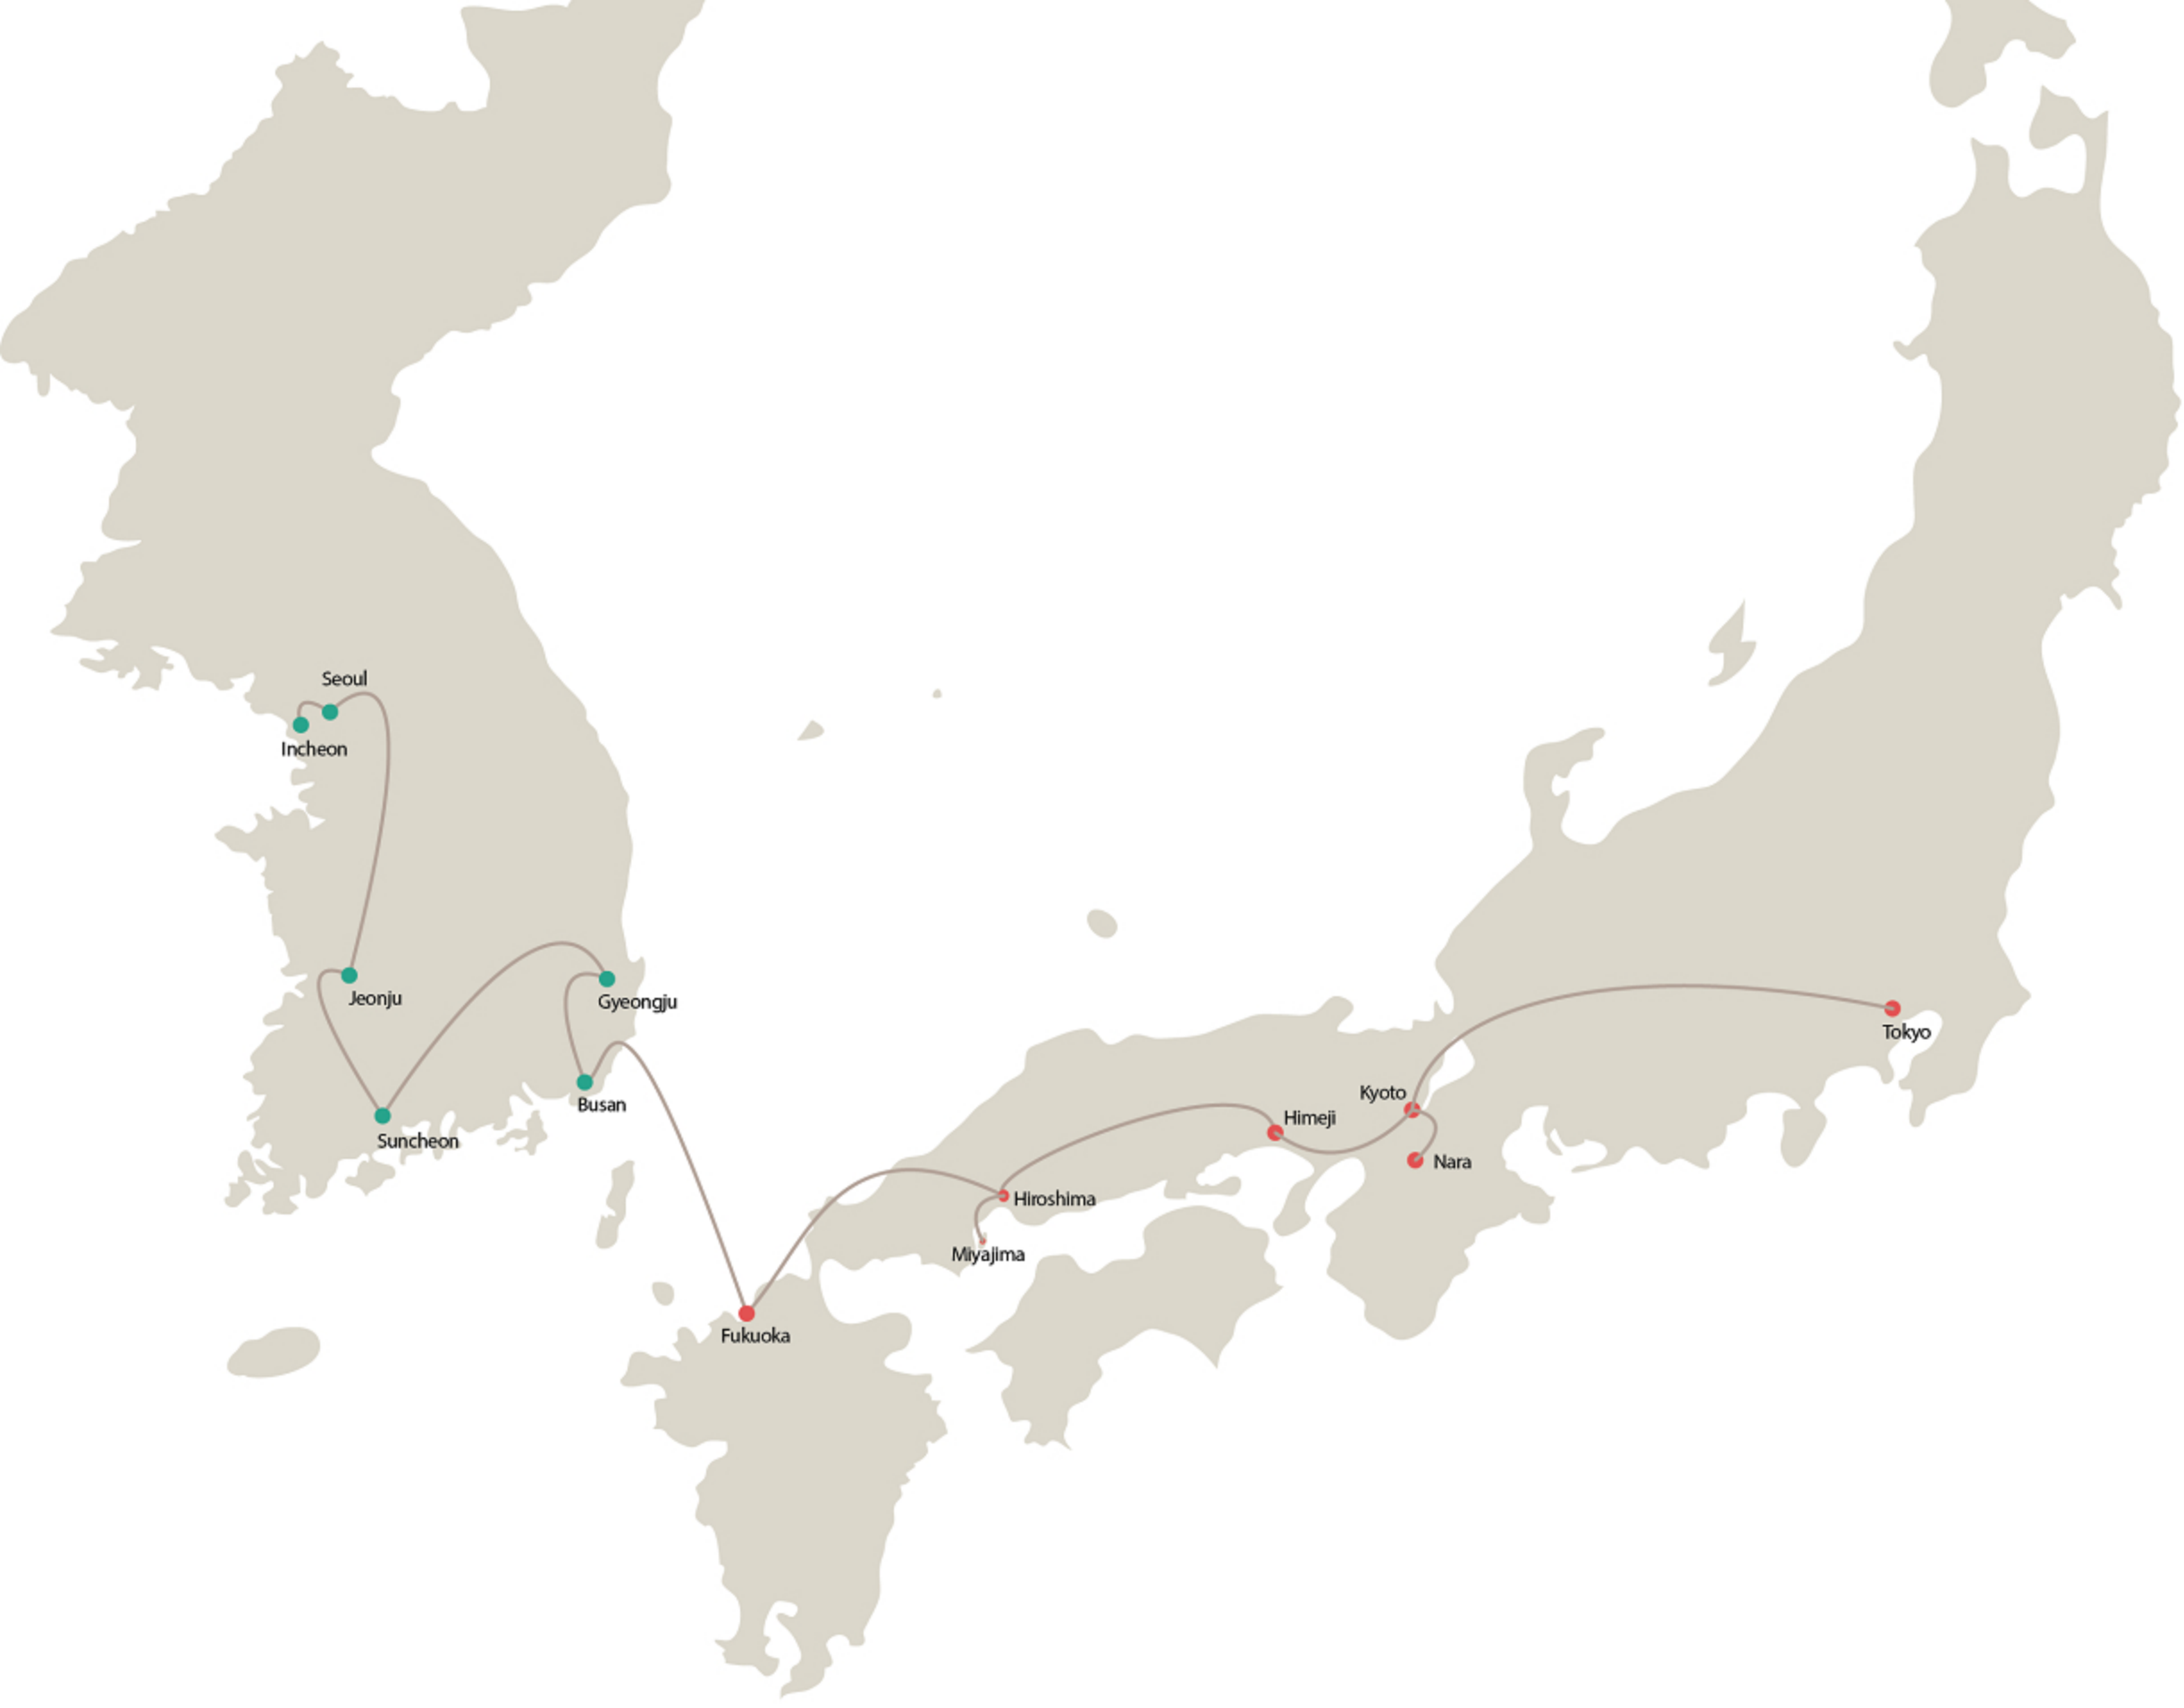 Seoul
Incheon
Jeonju
Gyeongju
Suncheon
Busan
Fukuoka
Hiroshima
Miyajima
Himeji
Kyoto
Nara
Tokyo